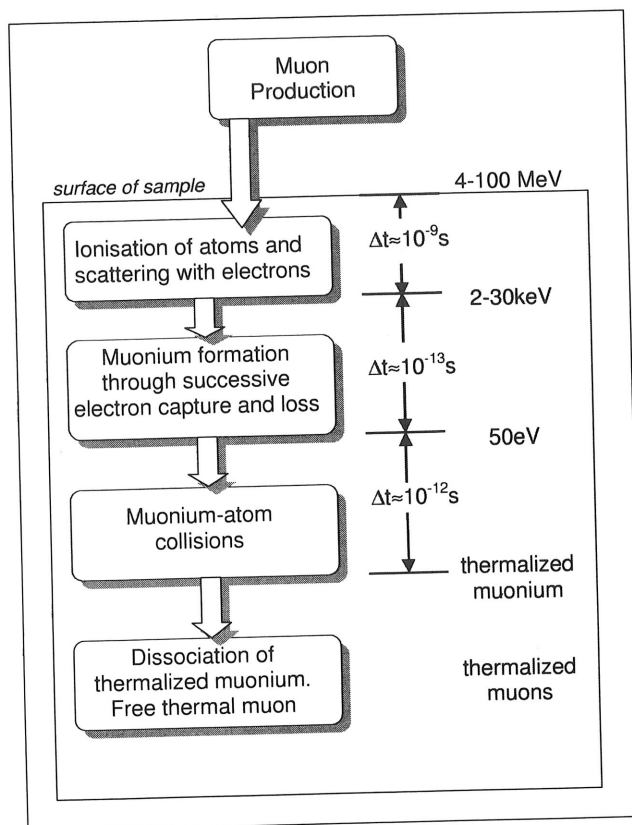 Muon
Production
surface of sample
4-100 MeV
Ionisation of atoms and
scattering with electrons
Δt≈10⁻⁹s
2-30keV
Muonium formation
through successive
electron capture and loss
Δt≈10⁻¹³s
50eV
Muonium-atom
collisions
Δt≈10⁻¹²s
thermalized
muonium
Dissociation of
thermalized muonium.
Free thermal muon
thermalized
muons